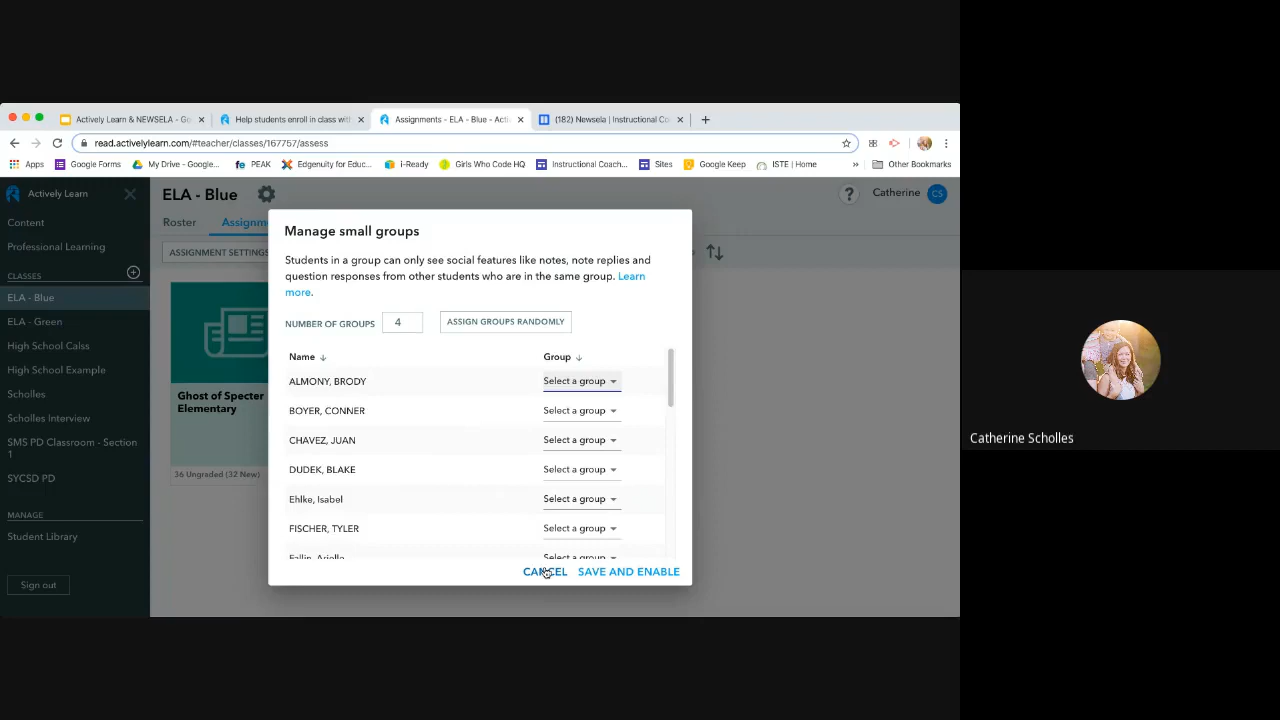 Actively Learn & NEWSELA - Go
Help students enroll in class with
Assignments - ELA - Blue - Acti
(182) Newsela | Instructional Co
read.activelylearn.com/#teacher/classes/167757/assess
Apps
Google Forms
My Drive - Google...
fe PEAK
Edgenuity for Educ...
i-Ready
Girls Who Code HQ
Instructional Coach...
Sites
Google Keep
ISTE | Home
»
Other Bookmarks
Actively Learn
Content
Professional Learning
CLASSES
ELA - Blue
ELA - Green
High School Calss
High School Example
Scholles
Scholles Interview
SMS PD Classroom - Section
1
SYCSD PD
MANAGE
Student Library
Sign out
ELA - Blue
?
Catherine
CS
Roster
Assignm
ASSIGNMENT SETTINGS
Ghost of Specter
Elementary
36 Ungraded (32 New)
Manage small groups
Students in a group can only see social features like notes, note replies and
question responses from other students who are in the same group. Learn
more.
NUMBER OF GROUPS 4 ASSIGN GROUPS RANDOMLY
Name Group
ALMONY, BRODY Select a group
BOYER, CONNER Select a group
CHAVEZ, JUAN Select a group
DUDEK, BLAKE Select a group
Ehlke, Isabel Select a group
FISCHER, TYLER Select a group
Fallin, Arielle Select a group
CANCEL SAVE AND ENABLE
Catherine Scholles